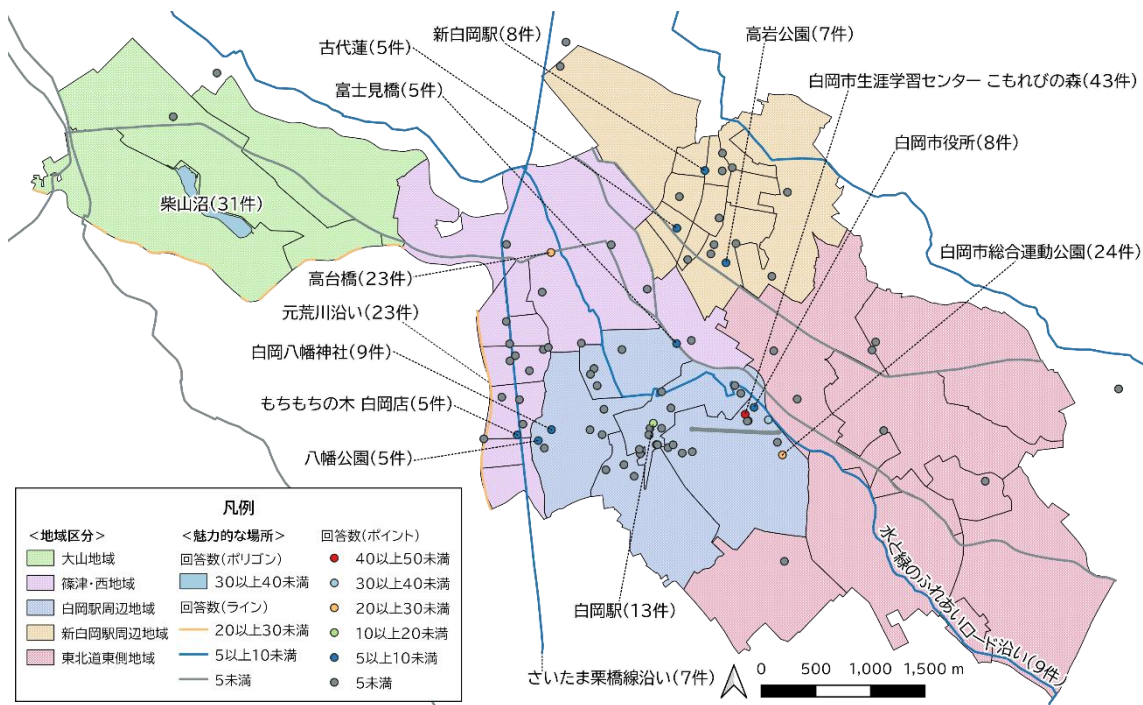 古代蓮(5件)
新白岡駅(8件)
高岩公園(7件)
富士見橋(5件)
白岡市生涯学習センター こもれびの森(43件)
白岡市役所(8件)
柴山沼(31件)
高台橋(23件)
白岡市総合運動公園(24件)
元荒川沿い(23件)
白岡八幡神社(9件)
もちもちの木 白岡店(5件)
八幡公園(5件)
水と緑のふれあいロード沿い(9件)
白岡駅(13件)
さいたま栗橋線沿い(7件)
凡例
<地域区分>
大山地域
篠津・西地域
白岡駅周辺地域
新白岡駅周辺地域
東北道東側地域
<魅力的な場所>
回答数(ポリゴン)
30以上40未満
回答数(ライン)
20以上30未満
5以上10未満
5未満
回答数(ポイント)
40以上50未満
30以上40未満
20以上30未満
10以上20未満
5以上10未満
5未満
0 500 1,000 1,500 m